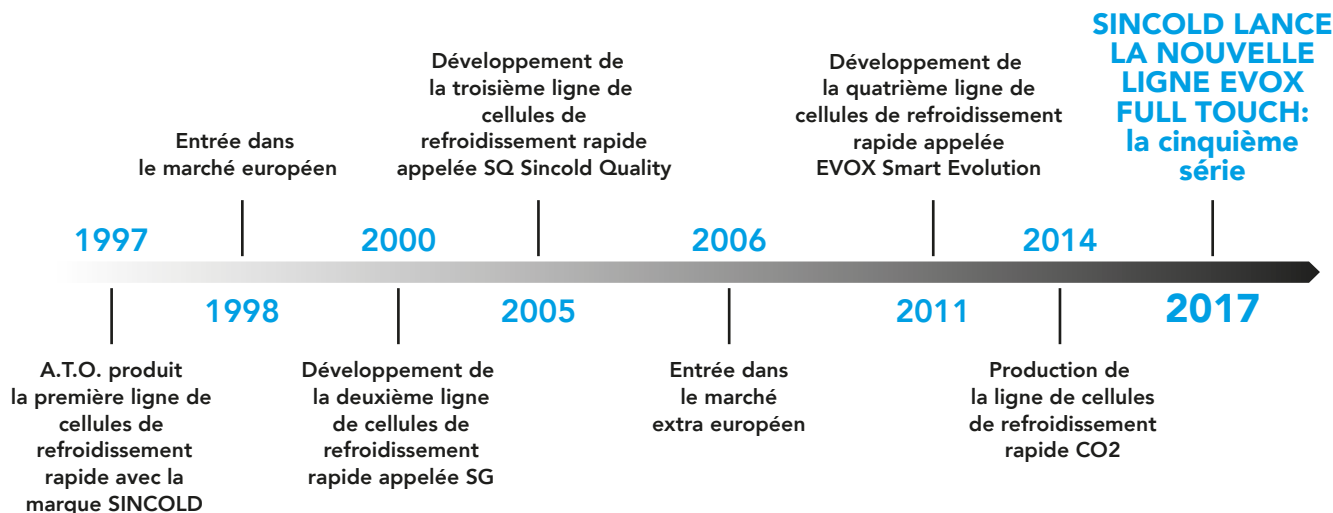 1997
A.T.O. produit
la première ligne de
cellules de
refroidissement
rapide avec la
marque SINCOLD
Entrée dans
le marché européen
1998
2000
Développement de
la deuxième ligne
de cellules de
refroidissement
rapide appelée SG
Développement de
la troisième ligne de
cellules de
refroidissement rapide
appelée SQ Sincold Quality
2005
2006
Entrée dans
le marché
extra européen
Développement de
la quatrième ligne de
cellules de refroidissement
rapide appelée
EVOX Smart Evolution
2011
2014
Production de
la ligne de cellules
de refroidissement
rapide CO2
SINCOLD LANCE
LA NOUVELLE
LIGNE EVOX
FULL TOUCH:
la cinquième
série
2017